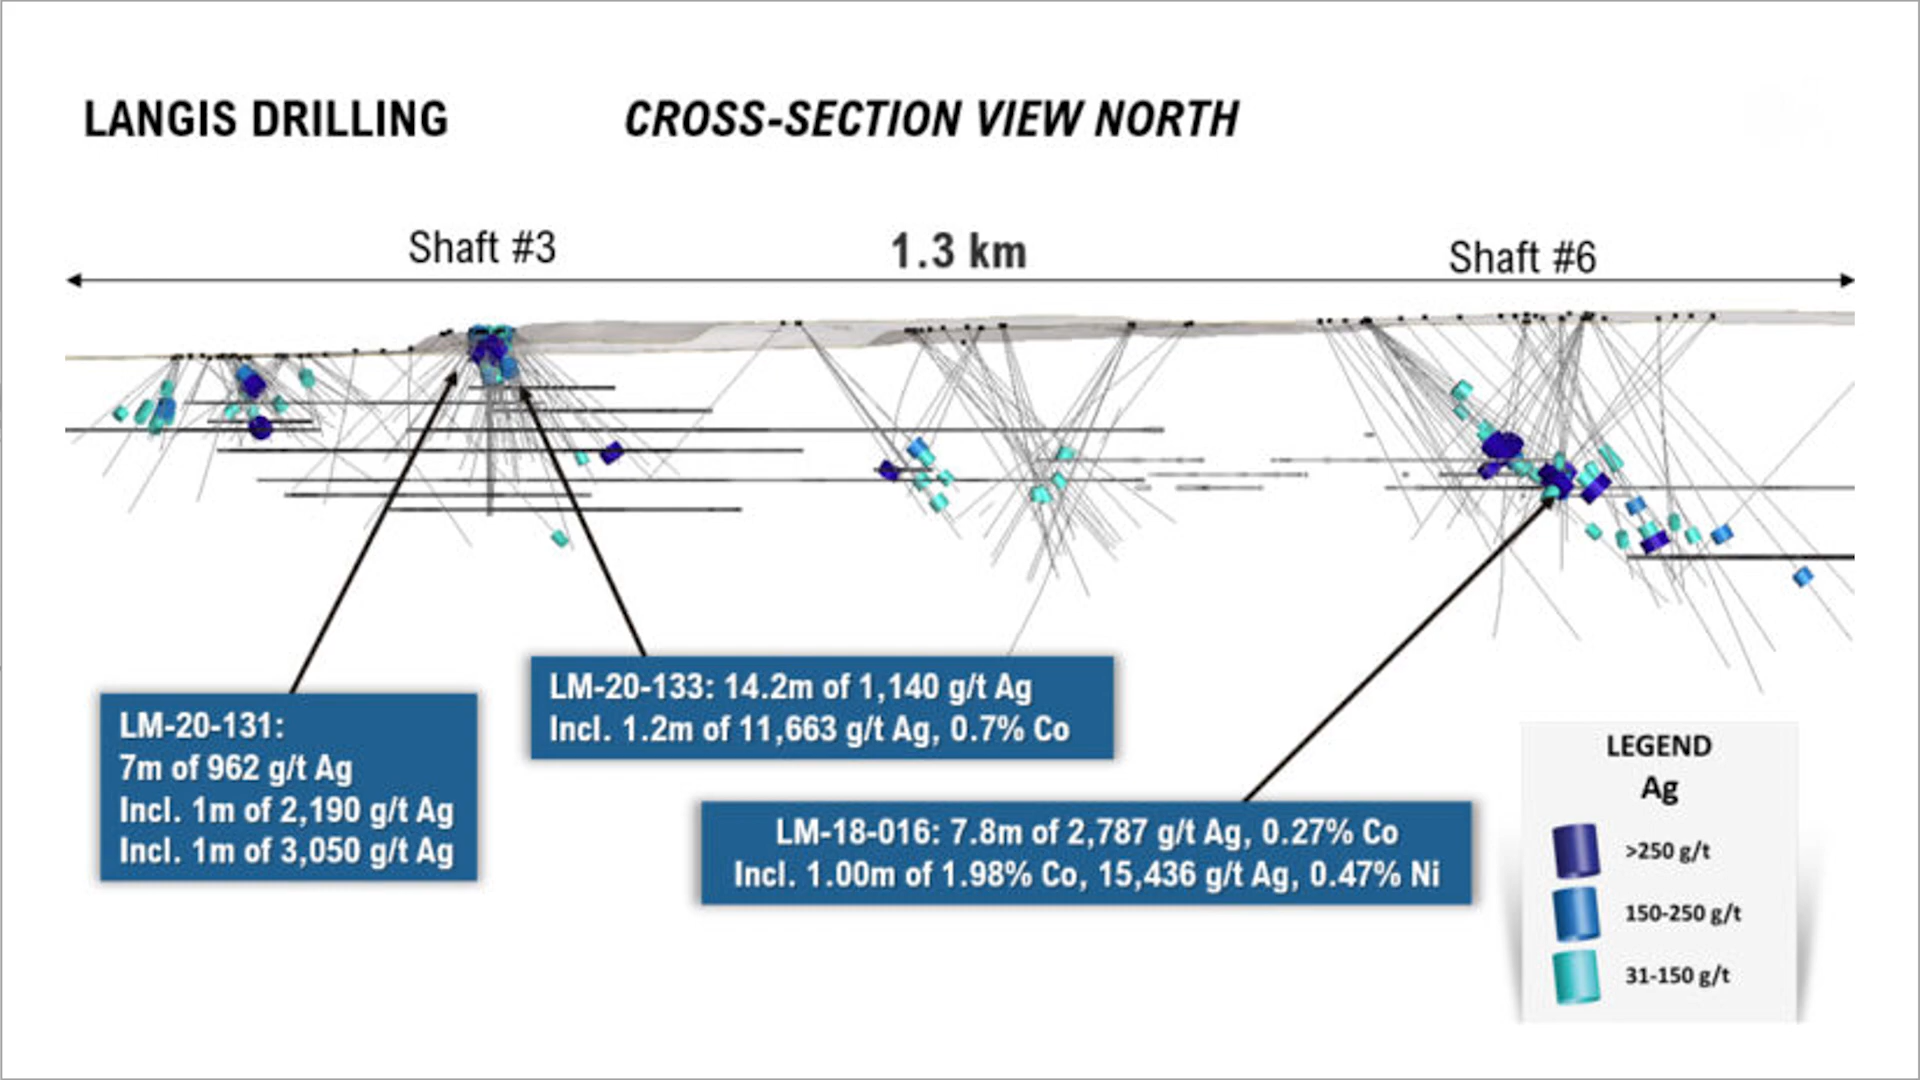 LANGIS DRILLING
CROSS-SECTION VIEW NORTH
Shaft #3
1.3 km
Shaft #6
LM-20-131:
7m of 962 g/t Ag
Incl. 1m of 2,190 g/t Ag
Incl. 1m of 3,050 g/t Ag
LM-20-133: 14.2m of 1,140 g/t Ag
Incl. 1.2m of 11,663 g/t Ag, 0.7% Co
LM-18-016: 7.8m of 2,787 g/t Ag, 0.27% Co
Incl. 1.00m of 1.98% Co, 15,436 g/t Ag, 0.47% Ni
LEGEND
Ag
>250 g/t
150-250 g/t
31-150 g/t